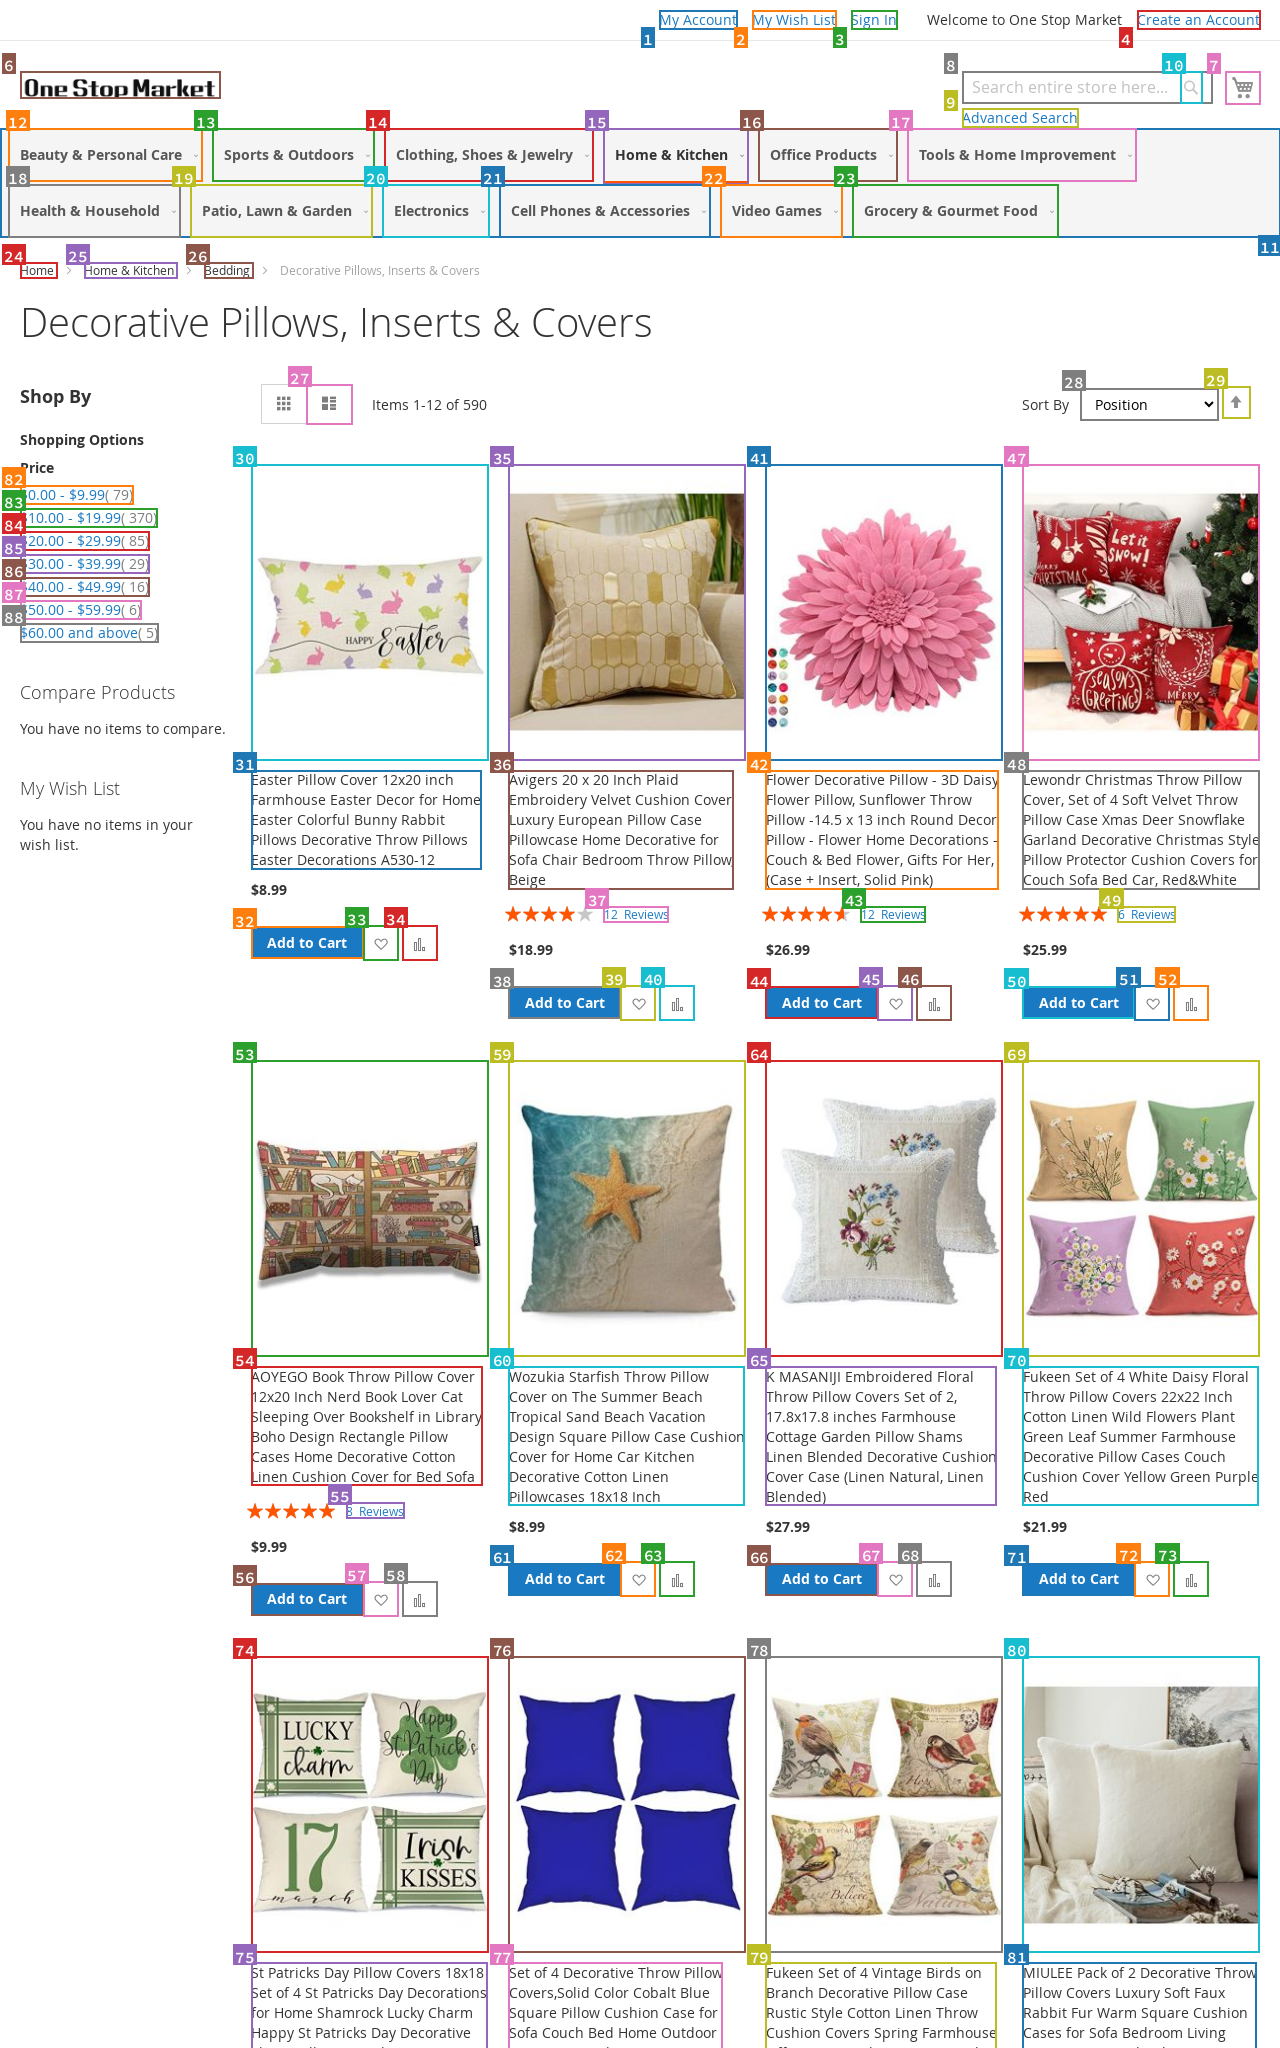 My Account
My Wish List
Sign In
Welcome to One Stop Market
Create an Account
1
2
3
4
6
One Stop Market
8
10
7
Search entire store here...
9
Advanced Search
12
13
14
15
16
17
Beauty & Personal Care
Sports & Outdoors
Clothing, Shoes & Jewelry
Home & Kitchen
Office Products
Tools & Home Improvement
18
19
20
21
22
23
Health & Household
Patio, Lawn & Garden
Electronics
Cell Phones & Accessories
Video Games
Grocery & Gourmet Food
11
24
25
26
Home
Home & Kitchen
Bedding
Decorative Pillows, Inserts & Covers
Decorative Pillows, Inserts & Covers
Shop By
27
Items 1-12 of 590
28
29
Sort By
Position
Shopping Options
Price
82
$0.00 - $9.99( 79)
83
$10.00 - $19.99( 370)
84
$20.00 - $29.99( 85)
85
$30.00 - $39.99( 29)
86
$40.00 - $49.99( 16)
87
$50.00 - $59.99( 6)
88
$60.00 and above( 5)
Compare Products
You have no items to compare.
My Wish List
You have no items in your
wish list.
30
HAPPY Easter
31
Easter Pillow Cover 12x20 inch
Farmhouse Easter Decor for Home
Easter Colorful Bunny Rabbit
Pillows Decorative Throw Pillows
Easter Decorations A530-12
$8.99
32
33
34
Add to Cart
35
36
Avigers 20 x 20 Inch Plaid
Embroidery Velvet Cushion Cover
Luxury European Pillow Case
Pillowcase Home Decorative for
Sofa Chair Bedroom Throw Pillow,
Beige
37
12 Reviews
$18.99
38
39
40
Add to Cart
41
42
Flower Decorative Pillow - 3D Daisy
Flower Pillow, Sunflower Throw
Pillow -14.5 x 13 inch Round Decor
Pillow - Flower Home Decorations -
Couch & Bed Flower, Gifts For Her,
(Case + Insert, Solid Pink)
43
12 Reviews
$26.99
44
45
46
Add to Cart
47
Let it
SNOW!
MERRY
CHRISTMAS
SEASONS
GREETINGS
MERRY
48
Lewondr Christmas Throw Pillow
Cover, Set of 4 Soft Velvet Throw
Pillow Case Xmas Deer Snowflake
Garland Decorative Christmas Style
Pillow Protector Cushion Covers for
Couch Sofa Bed Car, Red&White
49
6 Reviews
$25.99
50
51
52
Add to Cart
53
54
AOYEGO Book Throw Pillow Cover
12x20 Inch Nerd Book Lover Cat
Sleeping Over Bookshelf in Library
Boho Design Rectangle Pillow
Cases Home Decorative Cotton
Linen Cushion Cover for Bed Sofa
55
3 Reviews
$9.99
56
57
58
Add to Cart
59
60
Wozukia Starfish Throw Pillow
Cover on The Summer Beach
Tropical Sand Beach Vacation
Design Square Pillow Case Cushion
Cover for Home Car Kitchen
Decorative Cotton Linen
Pillowcases 18x18 Inch
$8.99
61
62
63
Add to Cart
64
65
K MASANIJI Embroidered Floral
Throw Pillow Covers Set of 2,
17.8x17.8 inches Farmhouse
Cottage Garden Pillow Shams
Linen Blended Decorative Cushion
Cover Case (Linen Natural, Linen
Blended)
$27.99
66
67
68
Add to Cart
69
70
Fukeen Set of 4 White Daisy Floral
Throw Pillow Covers 22x22 Inch
Cotton Linen Wild Flowers Plant
Green Leaf Summer Farmhouse
Decorative Pillow Cases Couch
Cushion Cover Yellow Green Purple
Red
$21.99
71
72
73
Add to Cart
74
LUCKY
charm
Happy
St.Patrick's
Day
17
march
Irish
KISSES
75
St Patricks Day Pillow Covers 18x18
Set of 4 St Patricks Day Decorations
for Home Shamrock Lucky Charm
Happy St Patricks Day Decorative
76
77
Set of 4 Decorative Throw Pillow
Covers,Solid Color Cobalt Blue
Square Pillow Cushion Case for
Sofa Couch Bed Home Outdoor
78
CARTE POSTALE
Believe
Nature
79
Fukeen Set of 4 Vintage Birds on
Branch Decorative Pillow Case
Rustic Style Cotton Linen Throw
Cushion Covers Spring Farmhouse
80
81
MIULEE Pack of 2 Decorative Throw
Pillow Covers Luxury Soft Faux
Rabbit Fur Warm Square Cushion
Cases for Sofa Bedroom Living